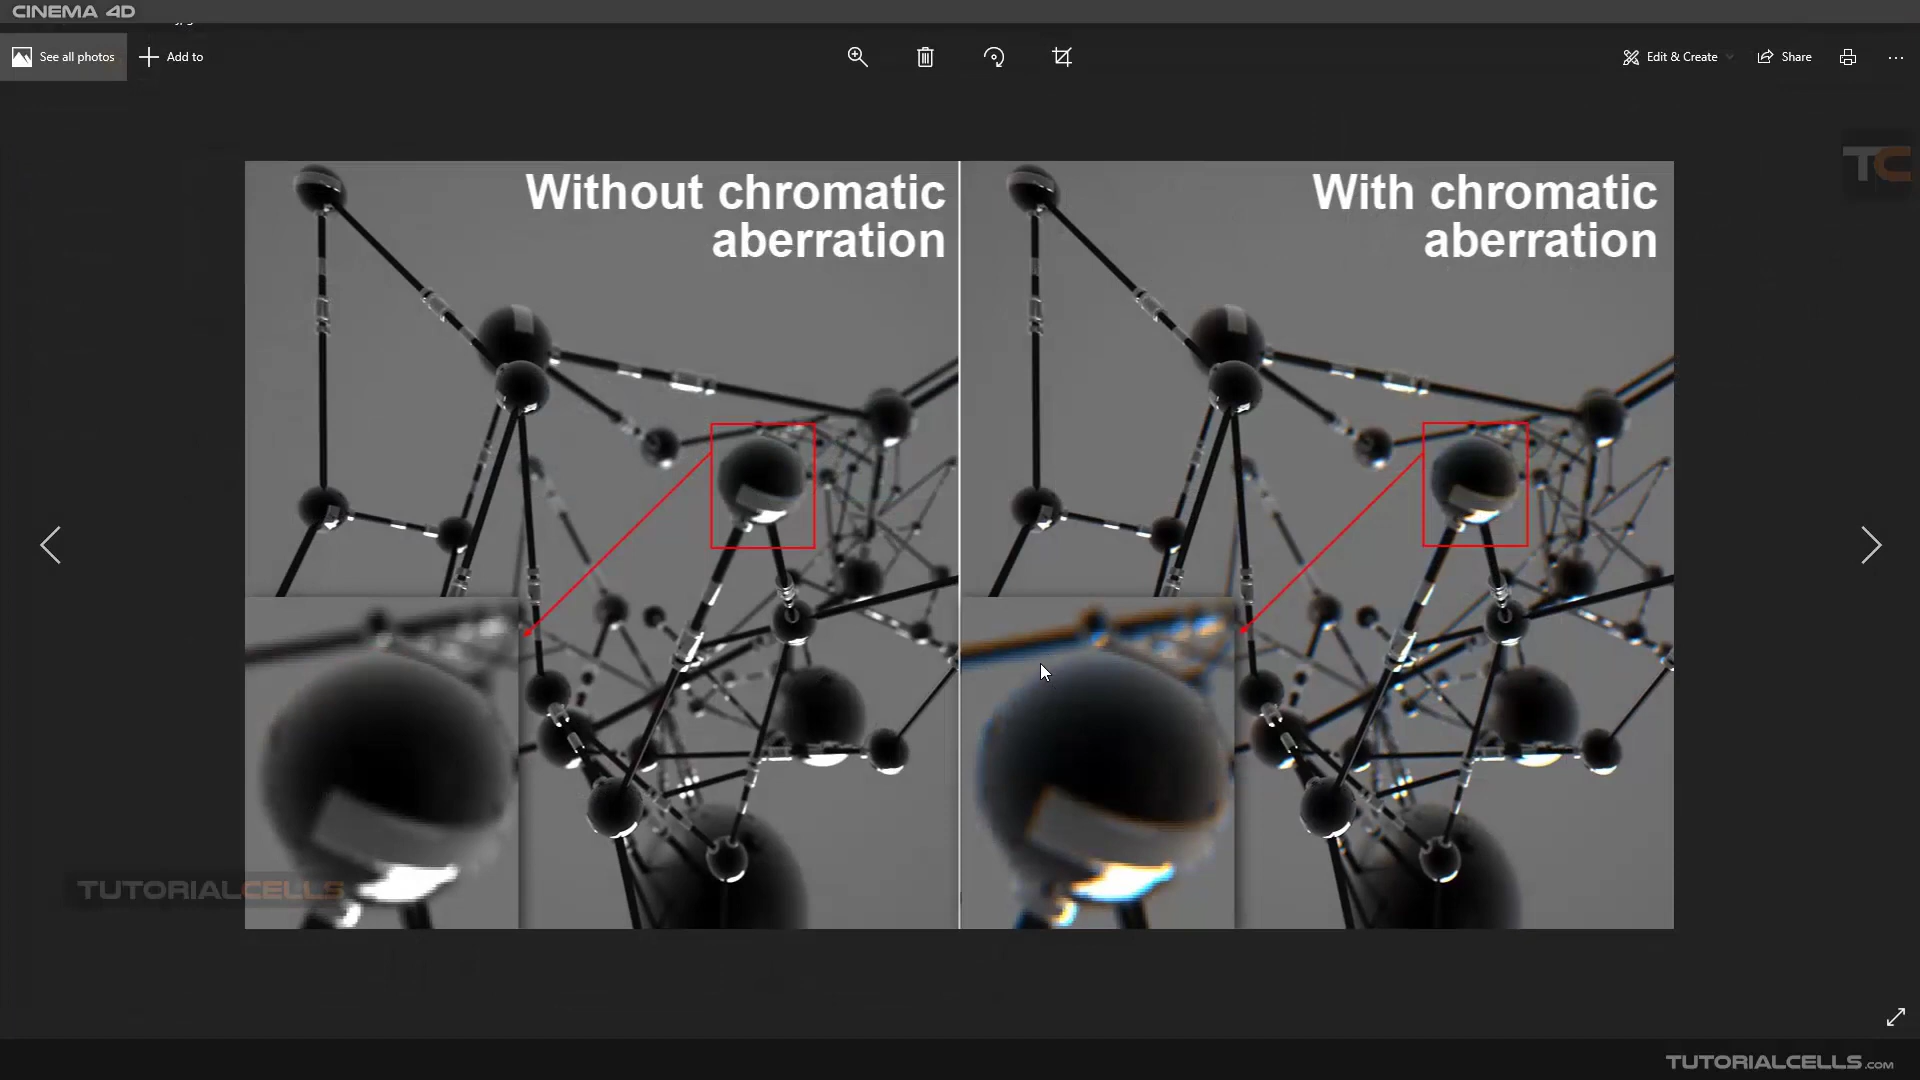 CINEMA 4D
See all photos
Add to
Edit & Create
Share
TC
Without chromatic
aberration
With chromatic
aberration
TUTORIALCELLS
TUTORIALCELLS.COM